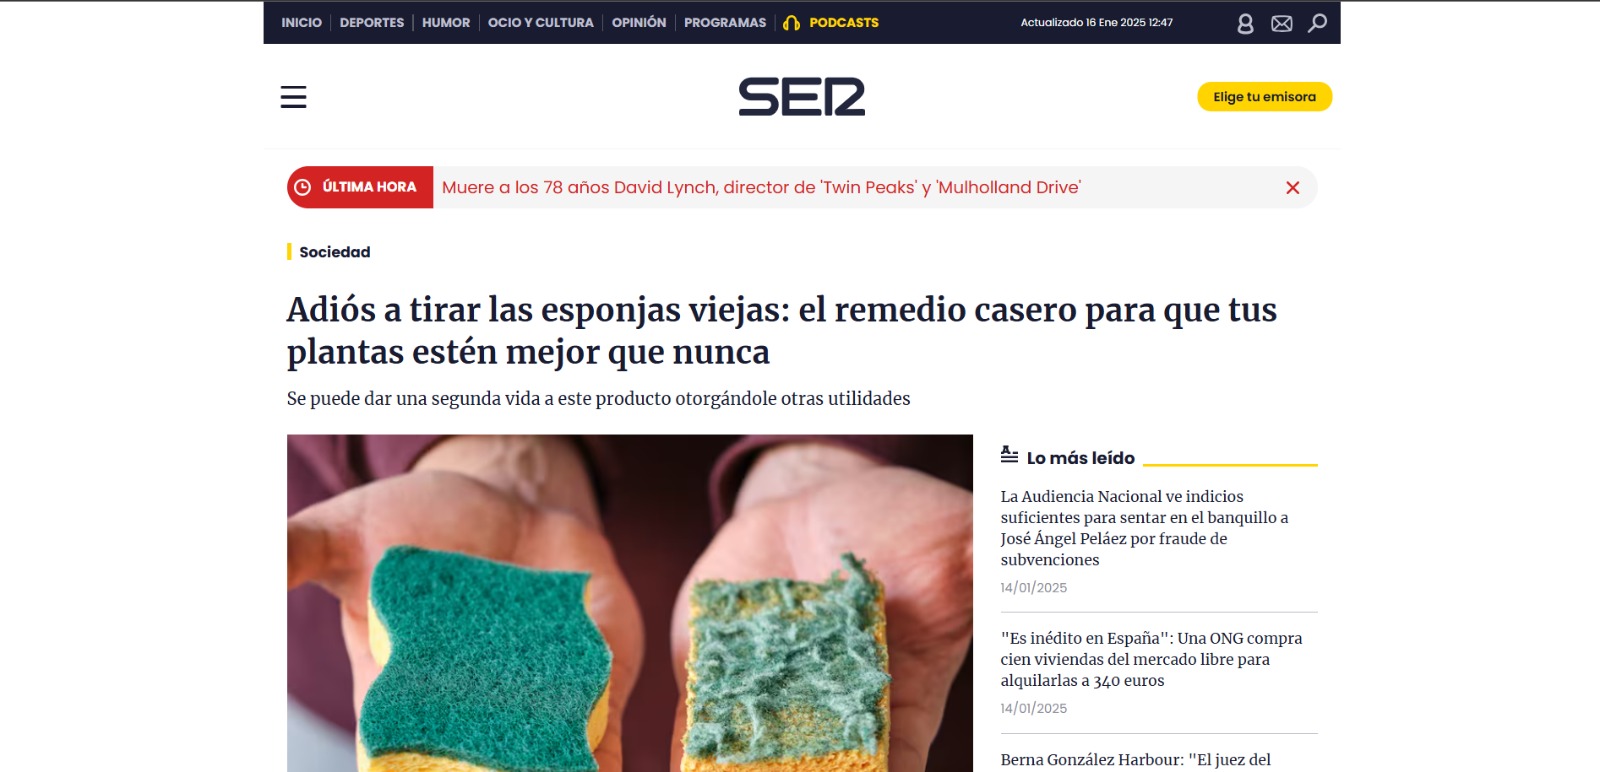 INICIO
DEPORTES
HUMOR
OCIO Y CULTURA
OPINIÓN
PROGRAMAS
PODCASTS
Actualizado 16 Ene 2025 12:47
SER
Elige tu emisora
ÚLTIMA HORA
Muere a los 78 años David Lynch, director de 'Twin Peaks' y 'Mulholland Drive'
Sociedad
Adiós a tirar las esponjas viejas: el remedio casero para que tus
plantas estén mejor que nunca
Se puede dar una segunda vida a este producto otorgándole otras utilidades
Lo más leído
La Audiencia Nacional ve indicios
suficientes para sentar en el banquillo a
José Ángel Peláez por fraude de
subvenciones
14/01/2025
"Es inédito en España": Una ONG compra
cien viviendas del mercado libre para
alquilarlas a 340 euros
14/01/2025
Berna González Harbour: "El juez del